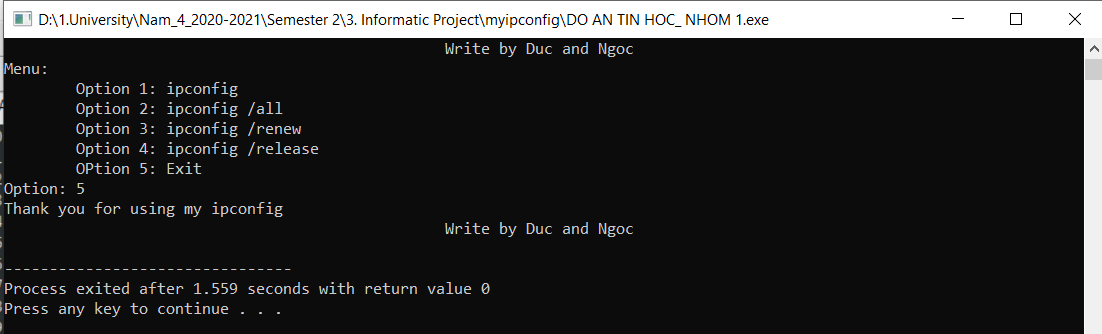 D:\1.University\Nam_4_2020-2021\Semester 2\3. Informatic Project\myipconfig\DO AN TIN HOC_ NHOM 1.exe
Write by Duc and Ngoc
Menu:
Option 1: ipconfig
Option 2: ipconfig /all
Option 3: ipconfig /renew
Option 4: ipconfig /release
OPtion 5: Exit
Option: 5
Thank you for using my ipconfig
Write by Duc and Ngoc
--------------------------------
Process exited after 1.559 seconds with return value 0
Press any key to continue . . .